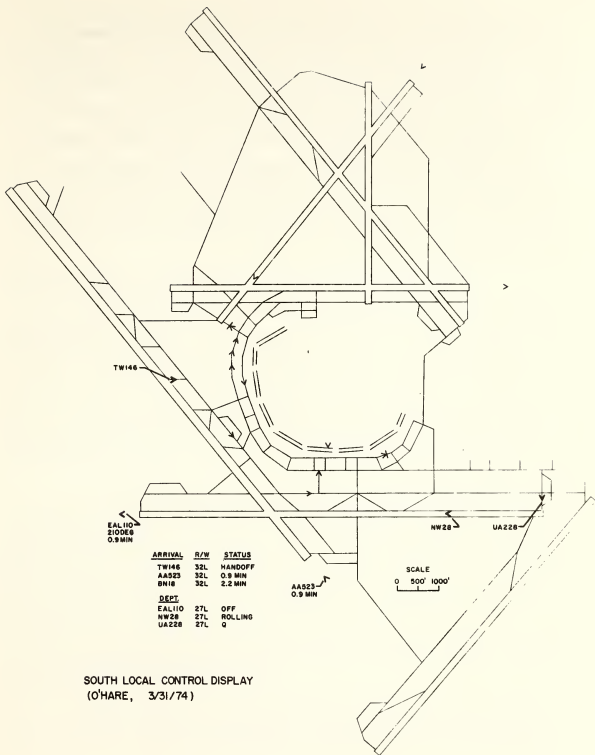 TW146
EAL110
210DEG
0.9 MIN
NW28
UA228
ARRIVAL R/W STATUS
TW146 32L HANDOFF
AA523 32L 0.9 MIN
BN18 32L 2.2 MIN
DEPT.
EAL110 27L OFF
NW28 27L ROLLING
UA228 27L Q
AA523
0.9 MIN
SCALE
0 500' 1000'
SOUTH LOCAL CONTROL DISPLAY
(O'HARE, 3/31/74)